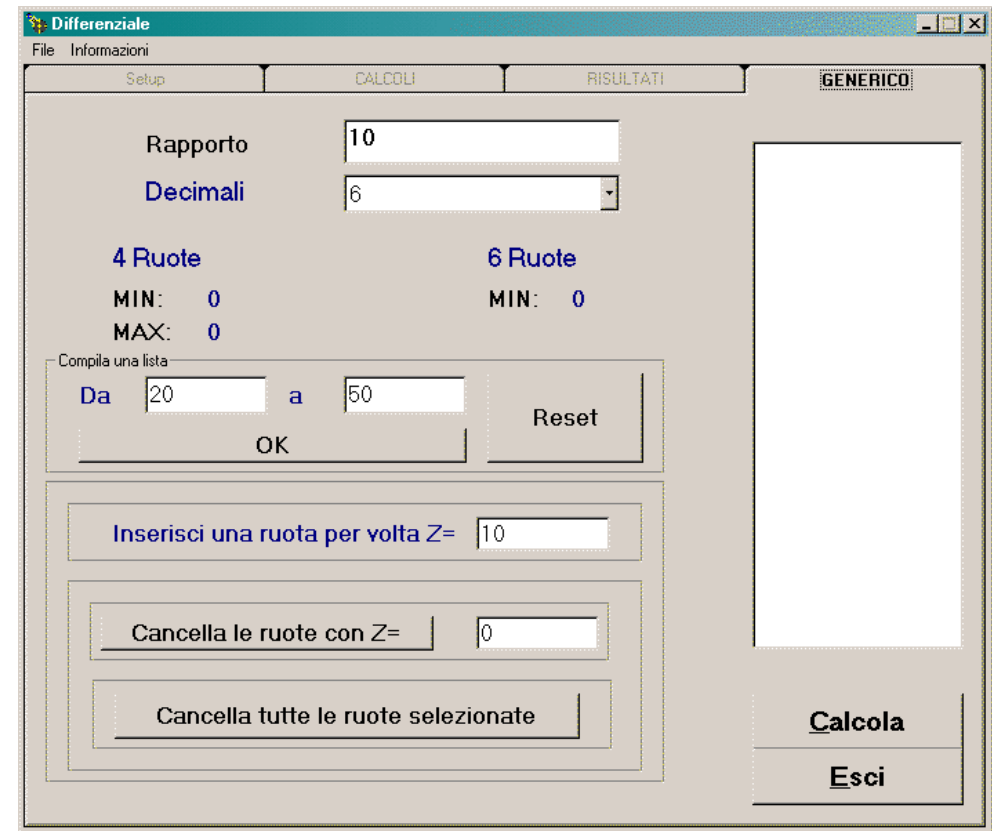 Differenziale
File Informazioni
Setup CALCOLI RISULTATI GENERICO
Rapporto 10
Decimali 6
4 Ruote 6 Ruote
MIN: 0 MIN: 0
MAX: 0
Compila una lista
Da 20 a 50
Reset
OK
Inserisci una ruota per volta Z= 10
Cancella le ruote con Z= 0
Cancella tutte le ruote selezionate
Calcola
Esci